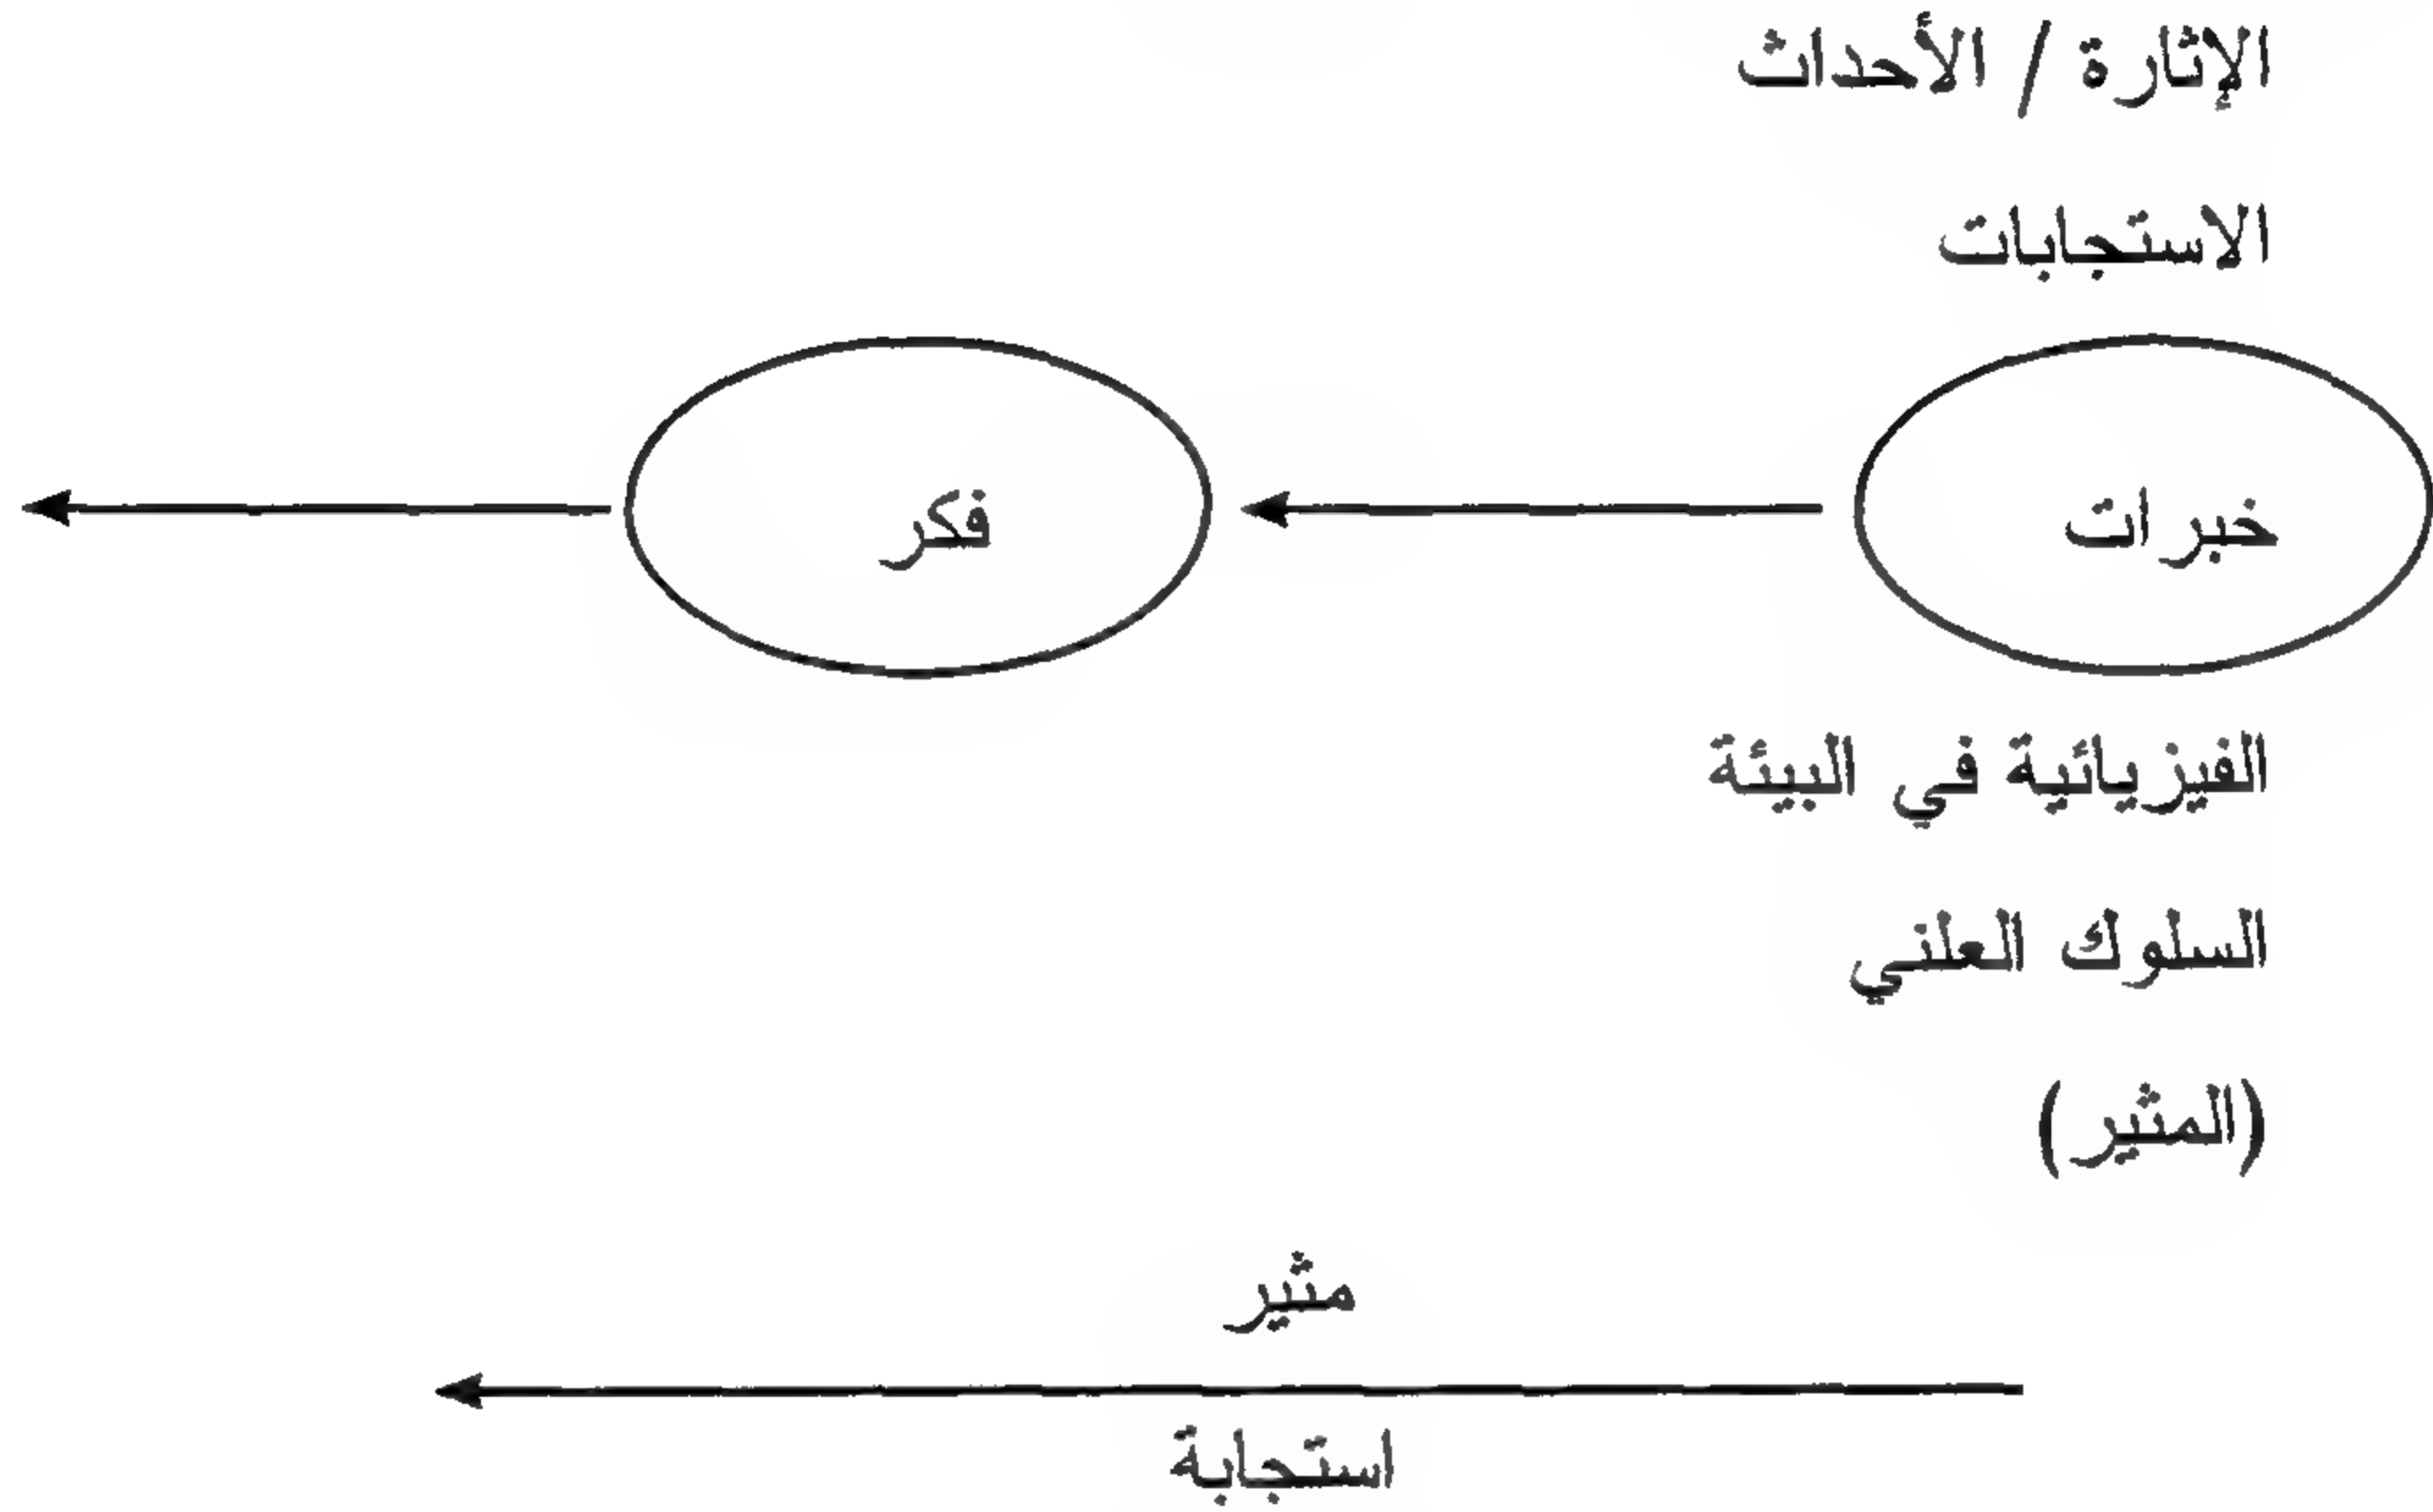 الإثارة / الأحداث
الاستجابات
خبرات
فكر
الفيزيائية في البيئة
السلوك العلني
(المثير)
مثير
استجابة